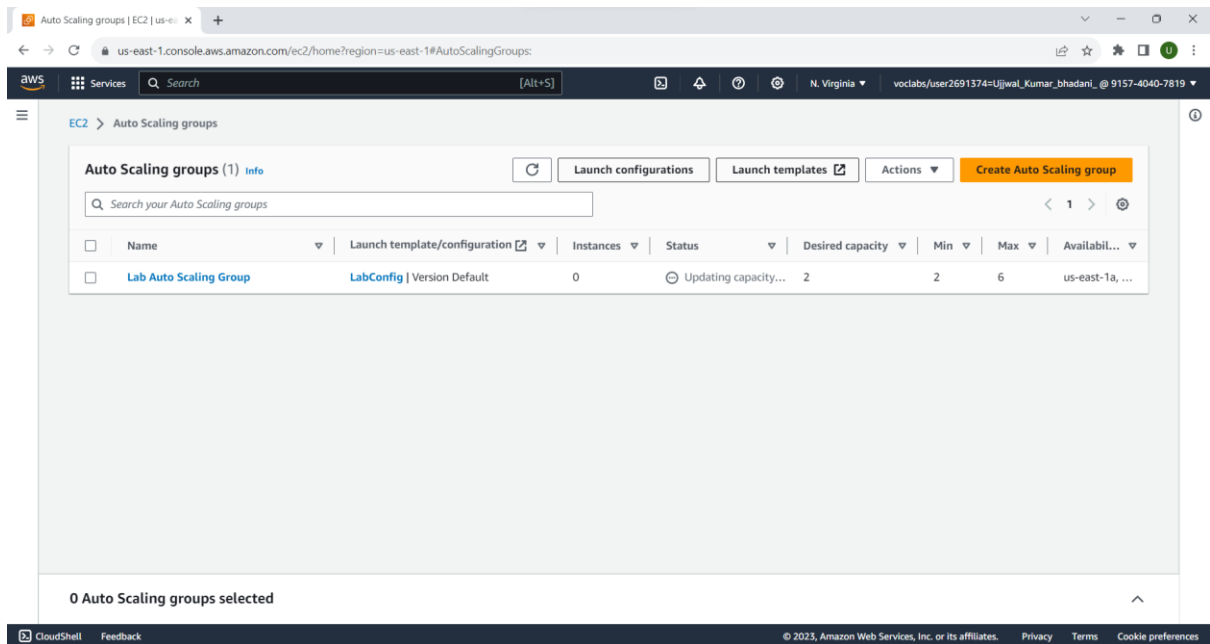 Auto Scaling groups | EC2 | us-ea
us-east-1.console.aws.amazon.com/ec2/home?region=us-east-1#AutoScalingGroups:
U
aws Services Search [Alt+S] N. Virginia voclabs/user2691374=Ujjwal_Kumar_bhadani_ @ 9157-4040-7819
EC2 > Auto Scaling groups
Auto Scaling groups (1) Info Launch configurations Launch templates Actions Create Auto Scaling group
Search your Auto Scaling groups < 1 >
Name Launch template/configuration Instances Status Desired capacity Min Max Availabil...
Lab Auto Scaling Group LabConfig | Version Default 0 Updating capacity... 2 2 6 us-east-1a, ...
0 Auto Scaling groups selected
CloudShell Feedback © 2023, Amazon Web Services, Inc. or its affiliates. Privacy Terms Cookie preferences